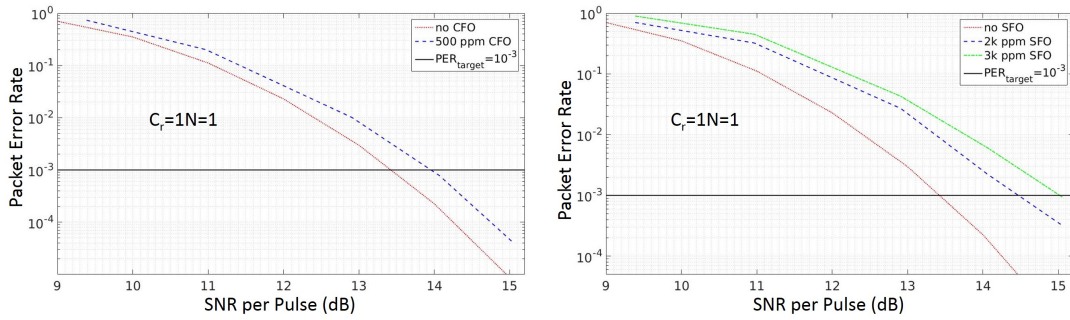 10^0
10^-1
10^-2
10^-3
10^-4
Packet Error Rate
9 10 11 12 13 14 15
SNR per Pulse (dB)
C_r=1N=1
no CFO
500 ppm CFO
PER_target=10^-3
10^0
10^-1
10^-2
10^-3
10^-4
Packet Error Rate
9 10 11 12 13 14 15
SNR per Pulse (dB)
C_r=1N=1
no SFO
2k ppm SFO
3k ppm SFO
PER_target=10^-3